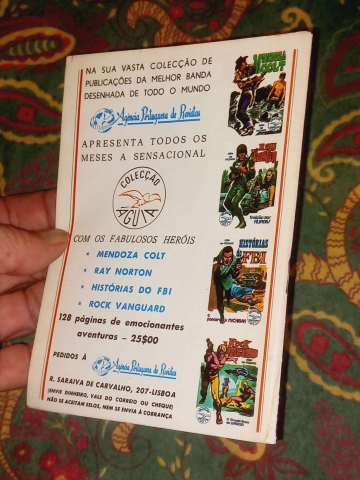 NA SUA VASTA COLECÇÃO DE
PUBLICAÇÕES DA MELHOR BANDA
DESENHADA DE TODO O MUNDO
Agência Portuguesa de Revistas
APRESENTA TODOS OS
MESES A SENSACIONAL
COLECÇÃO
ÁGUIA
COM OS FABULOSOS HERÓIS
* MENDOZA COLT
* RAY NORTON
* HISTÓRIAS DO FBI
* ROCK VANGUARD
128 páginas de emocionantes
aventuras — 25$00
PEDIDOS À
Agência Portuguesa de Revistas
R. SARAIVA DE CARVALHO, 207-LISBOA
(ENVIE DINHEIRO, VALE DO CORREIO OU CHEQUE)
NÃO SE ACEITAM SELOS, NEM SE ENVIA À COBRANÇA
HISTÓRIAS
FBI